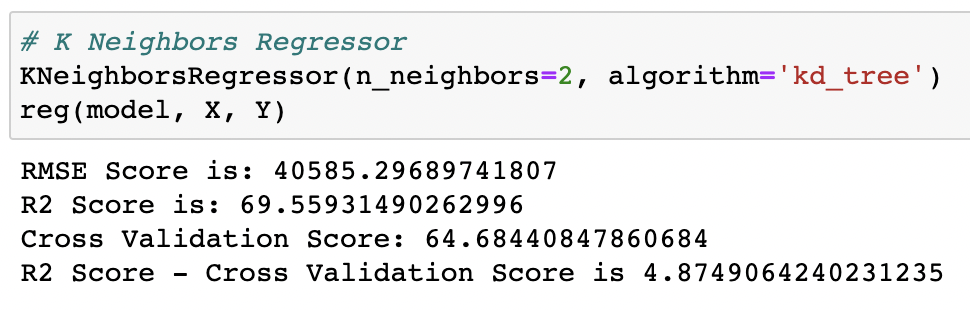 # K Neighbors Regressor
KNeighborsRegressor(n_neighbors=2, algorithm='kd_tree')
reg(model, X, Y)
RMSE Score is: 40585.29689741807
R2 Score is: 69.55931490262996
Cross Validation Score: 64.68440847860684
R2 Score - Cross Validation Score is 4.8749064240231235